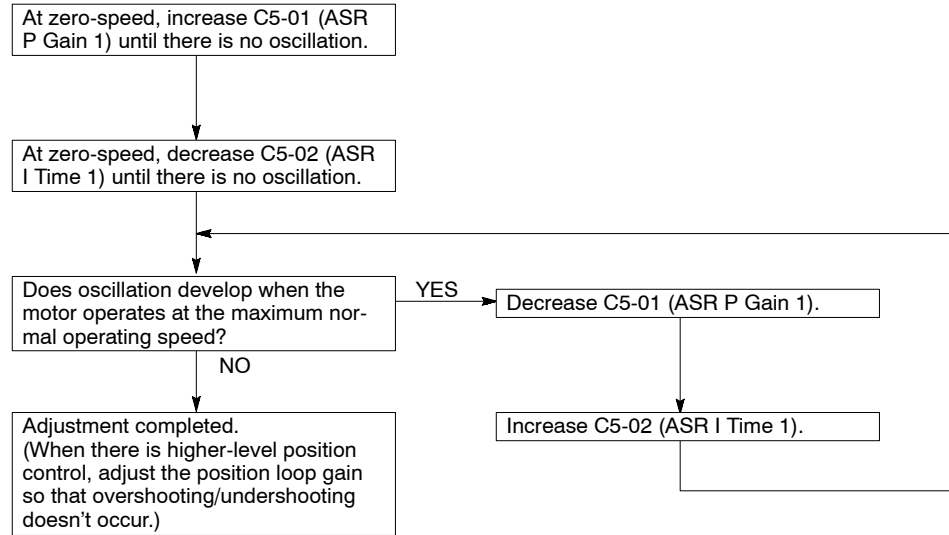 At zero-speed, increase C5-01 (ASR
P Gain 1) until there is no oscillation.
At zero-speed, decrease C5-02 (ASR
I Time 1) until there is no oscillation.
Does oscillation develop when the
motor operates at the maximum nor-
mal operating speed?
YES
Decrease C5-01 (ASR P Gain 1).
NO
Increase C5-02 (ASR I Time 1).
Adjustment completed.
(When there is higher-level position
control, adjust the position loop gain
so that overshooting/undershooting
doesn't occur.)